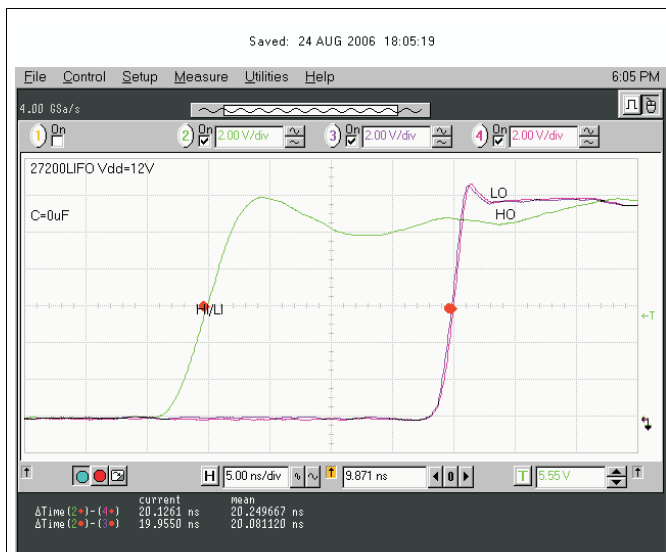 Saved: 24 AUG 2006 18:05:19
File Control Setup Measure Utilities Help 6:05 PM
4.00 GSa/s
1 On 2 On 2.00 V/div 3 On 2.00 V/div 4 On 2.00 V/div
27200LIFO Vdd=12V
LO
C=0uF
HO
HI/LI
T
H 5.00 ns/div 9.871 ns 0 T 5.55 V
current mean
ΔTime(2)-(4) 20.1261 ns 20.249667 ns
ΔTime(2)-(3) 19.9550 ns 20.081120 ns